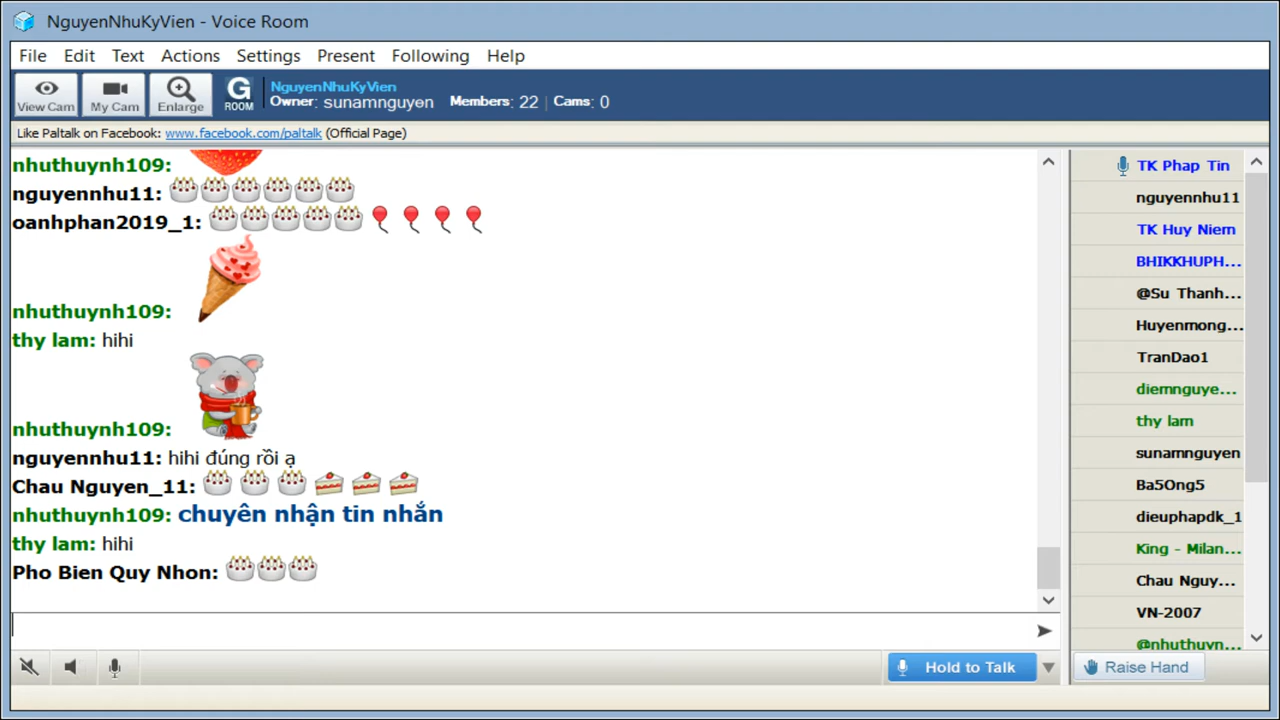 NguyenNhuKyVien - Voice Room
File Edit Text Actions Settings Present Following Help
View Cam My Cam Enlarge G ROOM
NguyenNhuKyVien
Owner: sunamnguyen Members: 22 | Cams: 0
Like Paltalk on Facebook: www.facebook.com/paltalk (Official Page)
nhuthuynh109:
nguyennhu11:
oanhphan2019_1:
nhuthuynh109:
thy lam: hihi
nhuthuynh109:
nguyennhu11: hihi đúng rồi ạ
Chau Nguyen_11:
nhuthuynh109: chuyên nhận tin nhắn
thy lam: hihi
Pho Bien Quy Nhon:
TK Phap Tin
nguyennhu11
TK Huy Niem
BHIKKHUPH...
@Su Thanh...
Huyenmong...
TranDao1
diemnguye...
thy lam
sunamnguyen
Ba5Ong5
dieuphapdk_1
King - Milan...
Chau Nguy...
VN-2007
@nhuthuyn...
Hold to Talk
Raise Hand